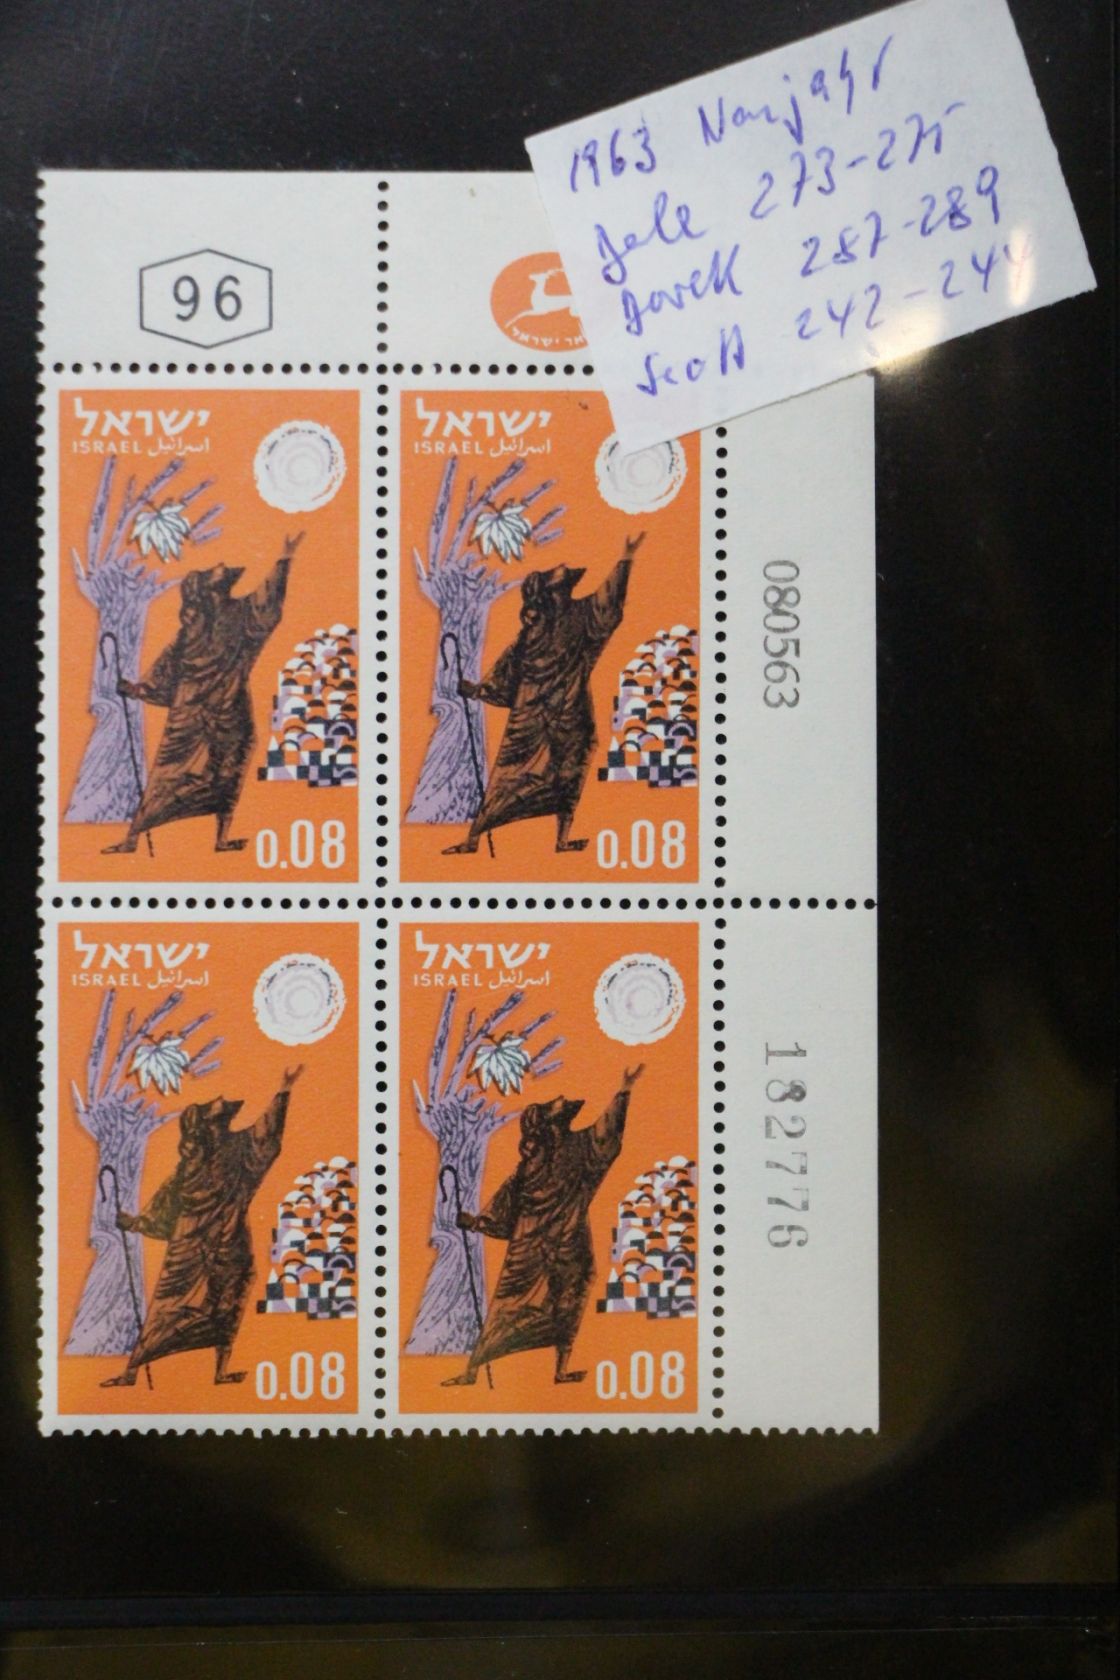 1963 Neujahr
Bale 273-275
Dovek 287-289
Scott 242-244
96
ישראל
ISRAEL اسرائيل
0.08
ישראל
ISRAEL اسرائيل
0.08
080563
ישראל
ISRAEL اسرائيل
0.08
ישראל
ISRAEL اسرائيل
0.08
182776